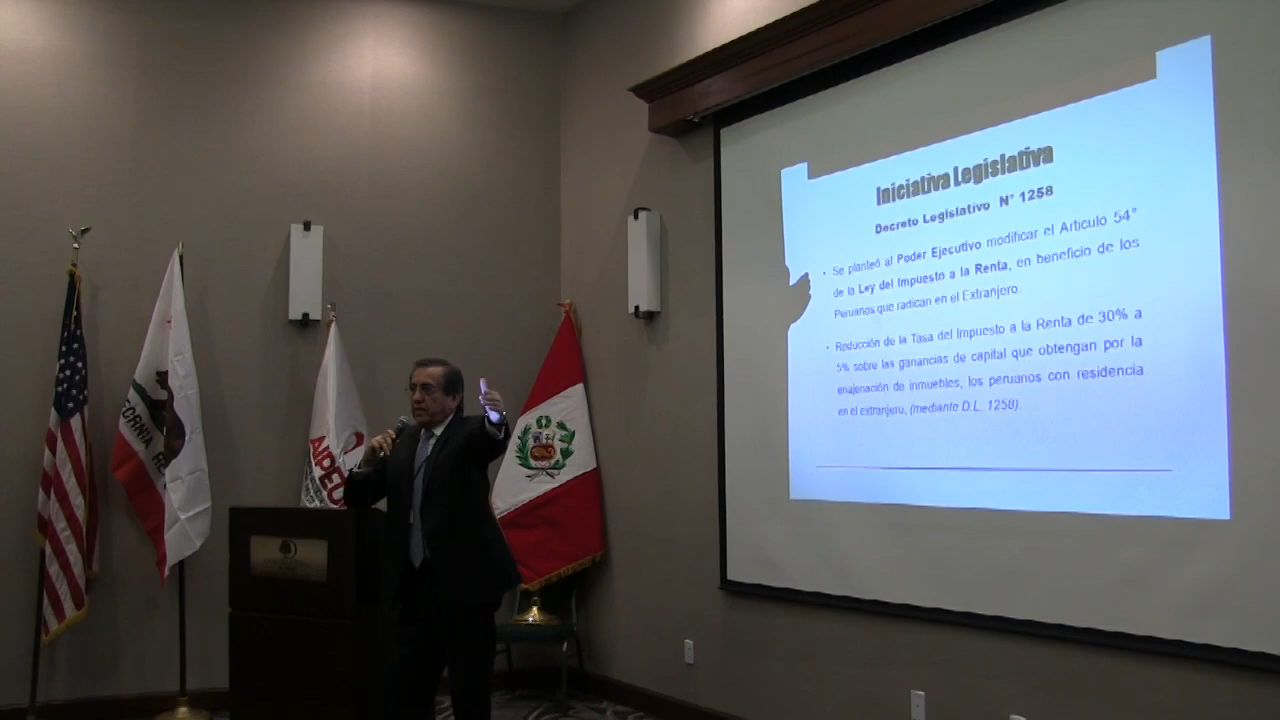 Iniciativa Legislativa
Decreto Legislativo N° 1258
• Se planteó al Poder Ejecutivo modificar el Artículo 54°
de la Ley del Impuesto a la Renta, en beneficio de los
Peruanos que radican en el Extranjero.
• Reducción de la Tasa del Impuesto a la Renta de 30% a
5% sobre las ganancias de capital que obtengan por la
enajenación de inmuebles, los peruanos con residencia
en el extranjero, (mediante D.L. 1258).
FORNIA RE
AIPEU